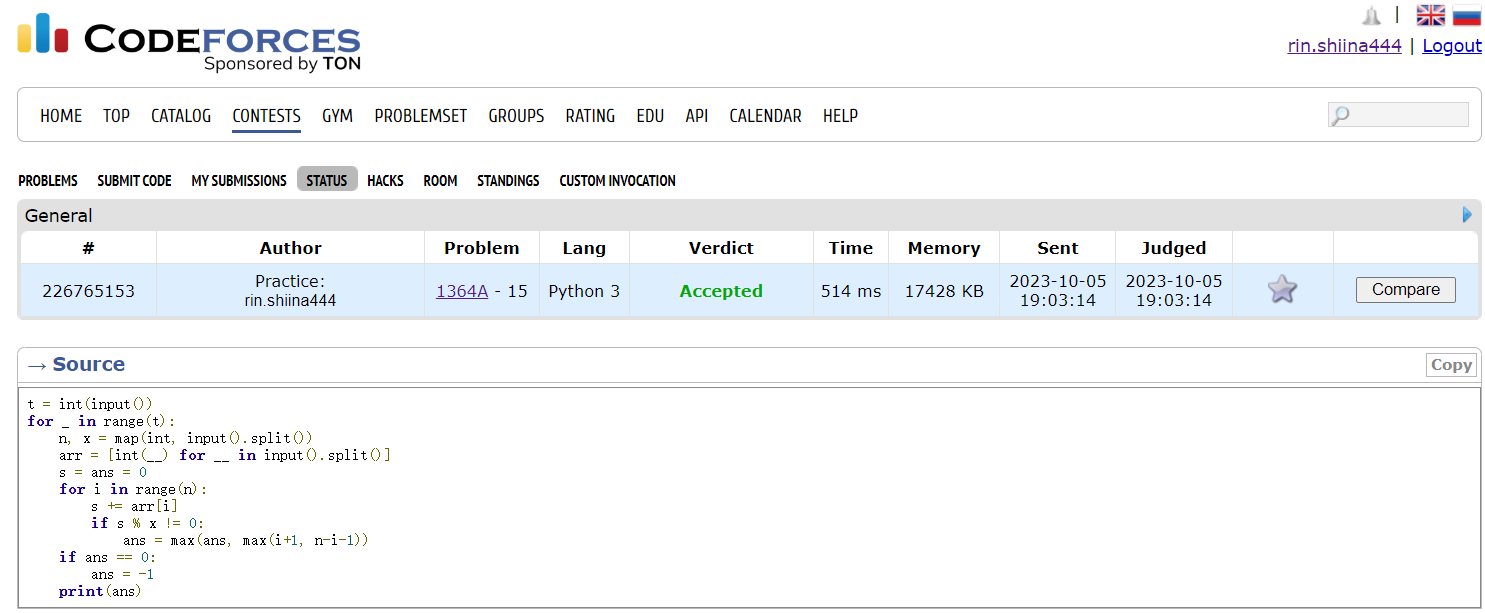 CODEFORCES
Sponsored by TON
|
rin.shiina444 | Logout
HOME TOP CATALOG CONTESTS GYM PROBLEMSET GROUPS RATING EDU API CALENDAR HELP
PROBLEMS SUBMIT CODE MY SUBMISSIONS STATUS HACKS ROOM STANDINGS CUSTOM INVOCATION
General
# Author Problem Lang Verdict Time Memory Sent Judged
226765153 Practice: rin.shiina444 1364A - 15 Python 3 Accepted 514 ms 17428 KB 2023-10-05 19:03:14 2023-10-05 19:03:14 Compare
→ Source Copy
t = int(input())
for _ in range(t):
    n, x = map(int, input().split())
    arr = [int(__) for __ in input().split()]
    s = ans = 0
    for i in range(n):
        s += arr[i]
        if s % x != 0:
            ans = max(ans, max(i+1, n-i-1))
    if ans == 0:
        ans = -1
    print(ans)